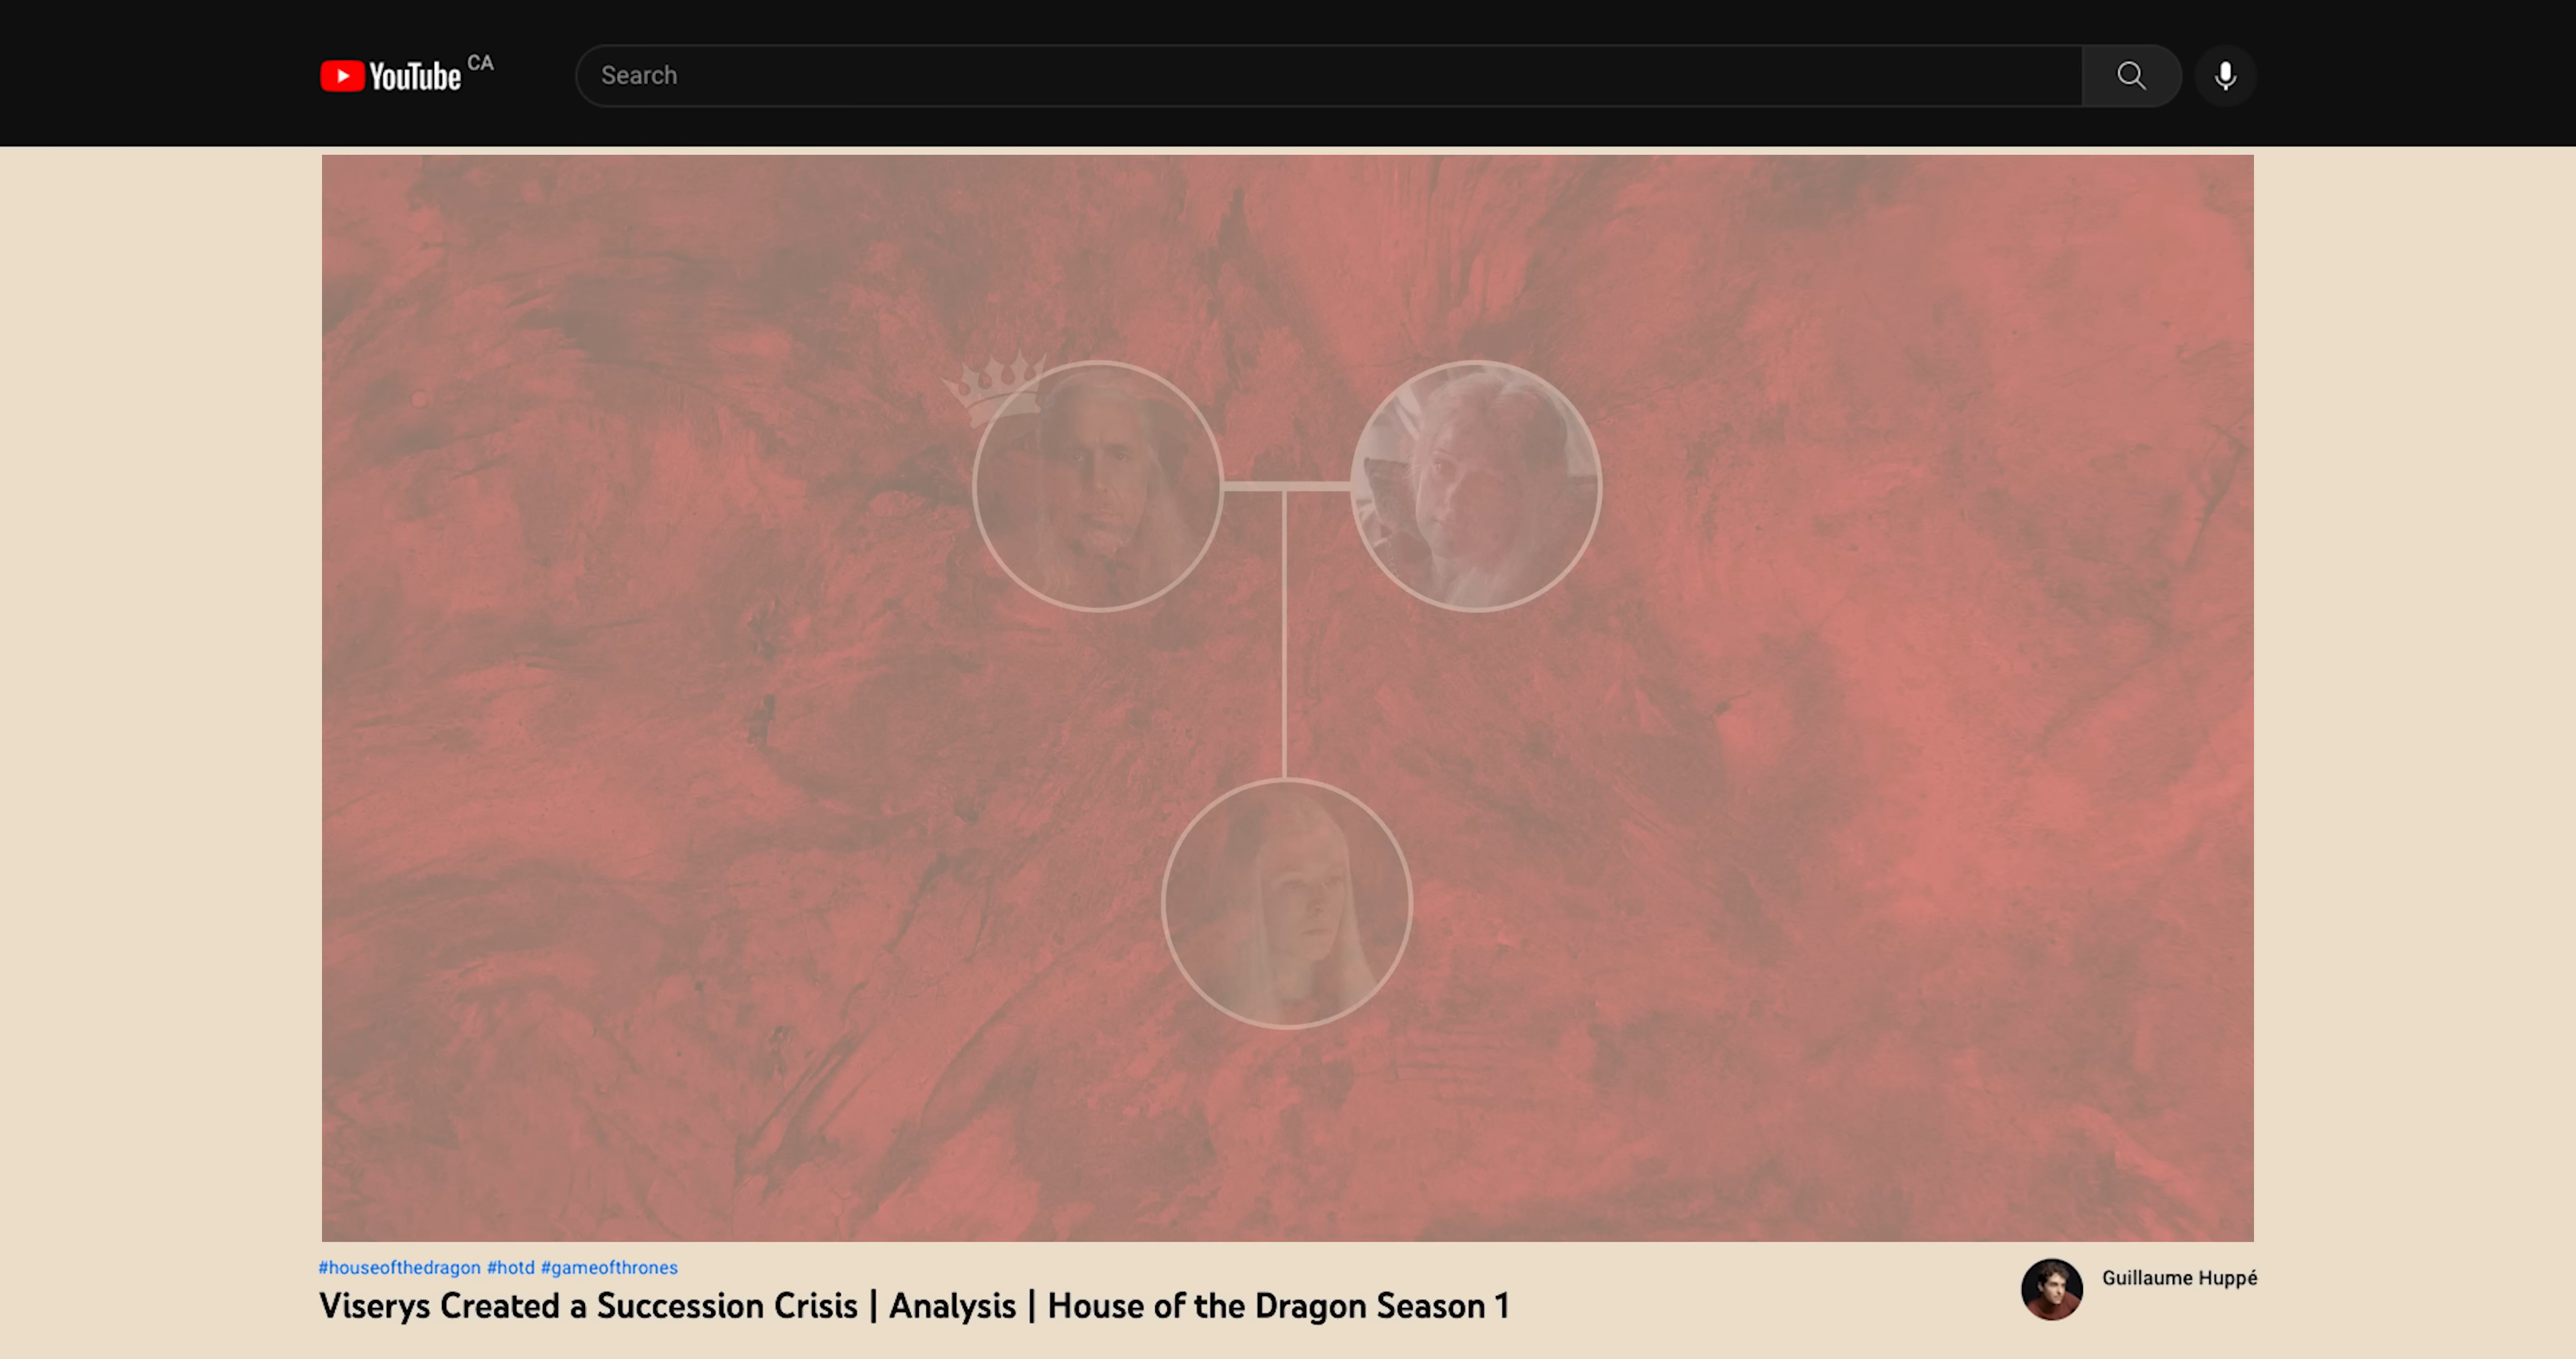 YouTube CA
Search
#houseofthedragon #hotd #gameofthrones
Guillaume Huppé
Viserys Created a Succession Crisis | Analysis | House of the Dragon Season 1